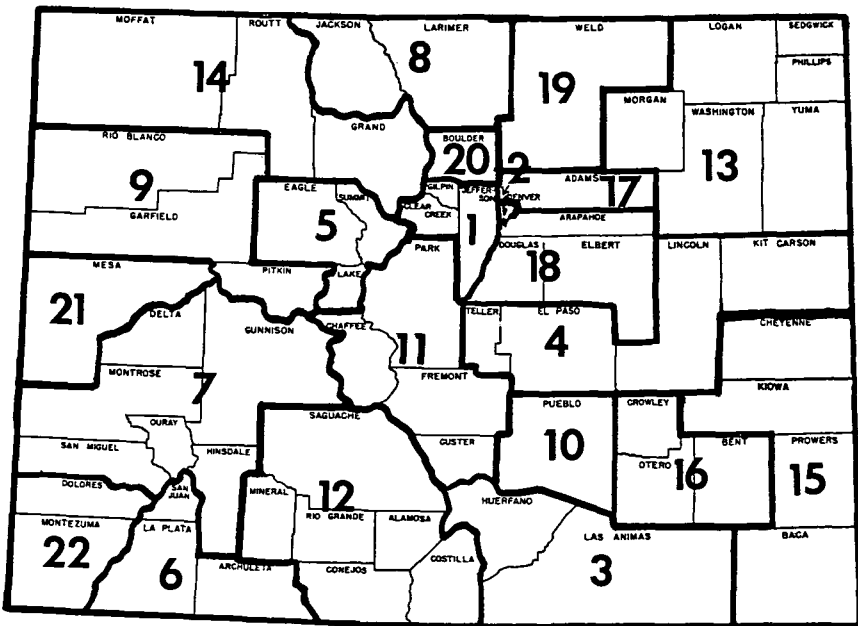 MOFFAT
ROUTT
JACKSON
LARIMER
WELD
LOGAN
SEDGWICK
PHILLIPS
14
8
19
MORGAN
WASHINGTON
YUMA
GRAND
RIO BLANCO
BOULDER
20
2
13
9
GARFIELD
EAGLE
SUMMIT
5
GILPIN
CLEAR
CREEK
JEFFER-
SON
DENVER
ADAMS
17
ARAPAHOE
1
PARK
DOUGLAS
18
ELBERT
LINCOLN
KIT CARSON
MESA
PITKIN
LAKE
21
DELTA
GUNNISON
CHAFFEE
TELLER
EL PASO
CHEYENNE
11
4
MONTROSE
7
FREMONT
KIOWA
OURAY
SAGUACHE
PUEBLO
CROWLEY
SAN MIGUEL
HINSDALE
CUSTER
10
OTERO
BENT
16
PROWERS
15
DOLORES
SAN
JUAN
MINERAL
12
HUERFANO
MONTEZUMA
LA PLATA
RIO GRANDE
ALAMOSA
LAS ANIMAS
BACA
22
6
ARCHULETA
CONEJOS
COSTILLA
3